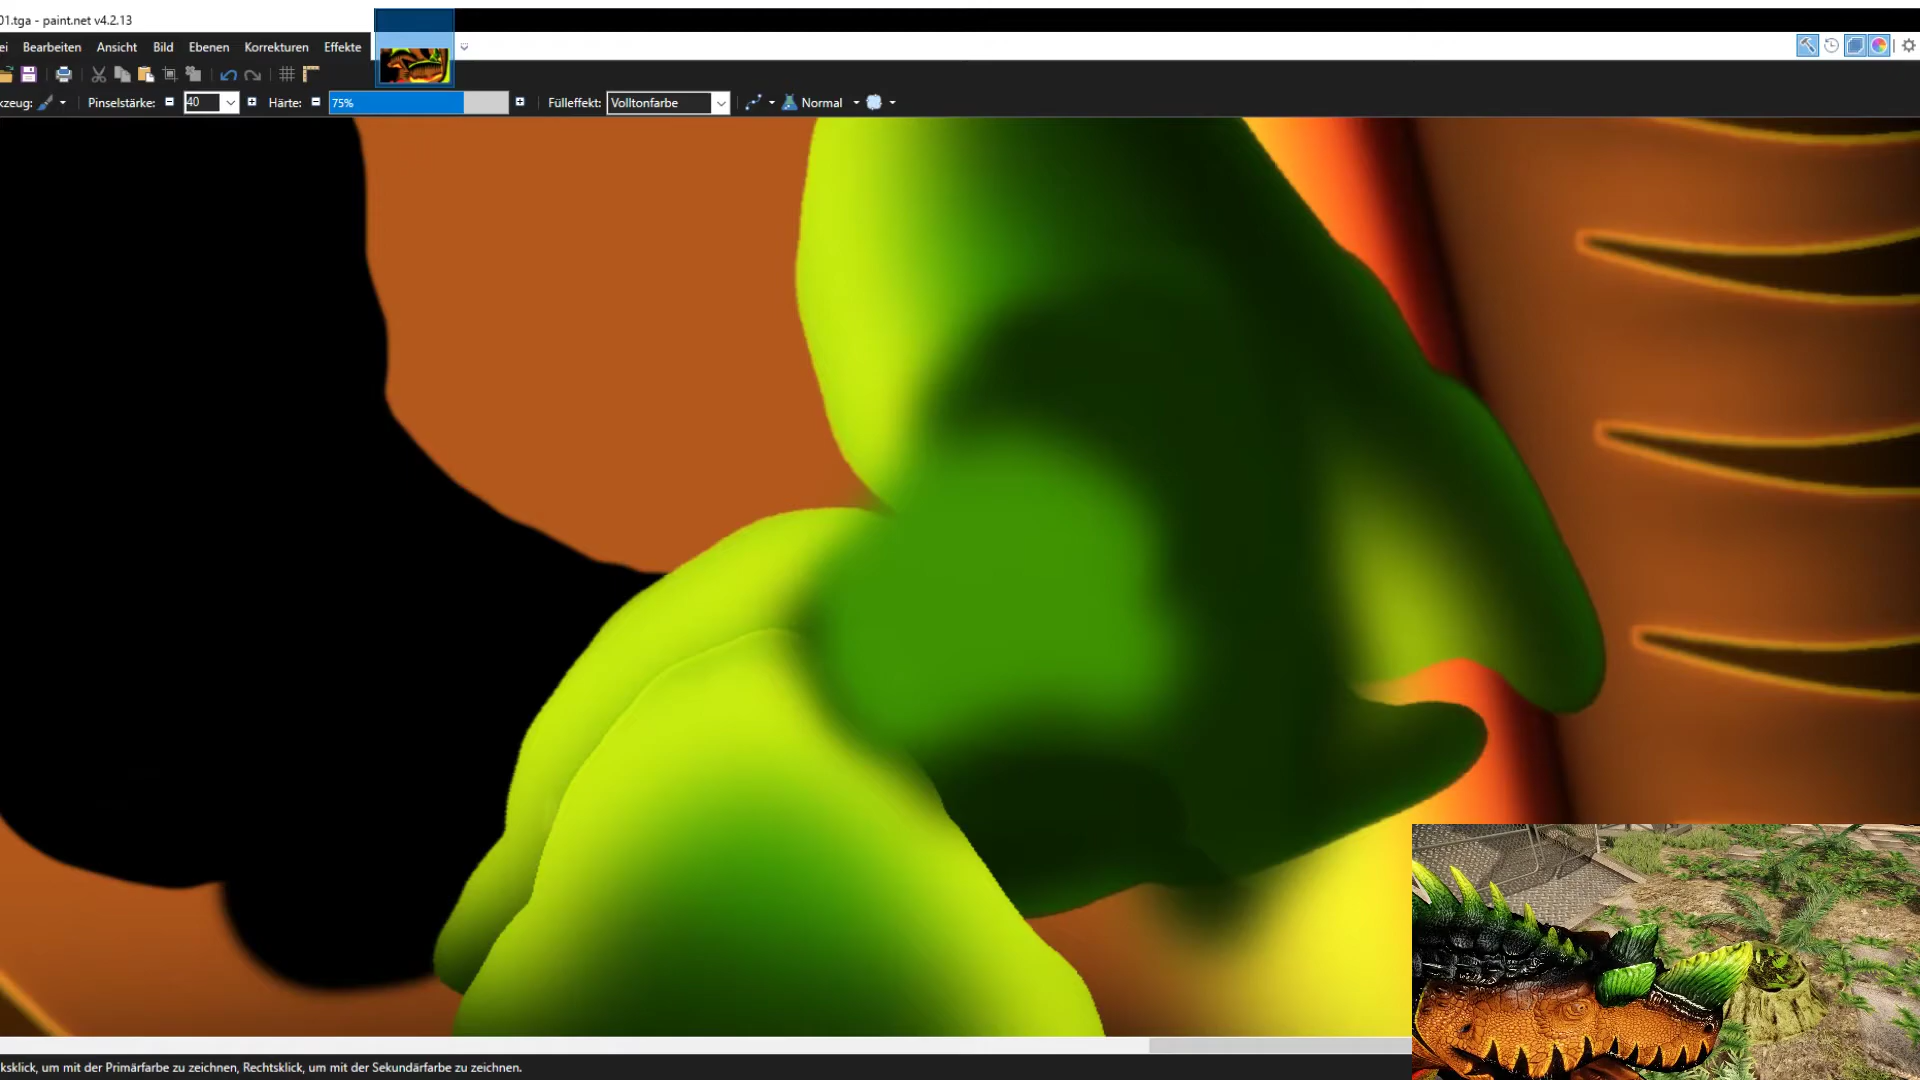 01.tga - paint.net v4.2.13
ei Bearbeiten Ansicht Bild Ebenen Korrekturen Effekte
kzeug: Pinselstärke: 40 Härte: 75% Fülleffekt: Volltonfarbe Normal
ksklick, um mit der Primärfarbe zu zeichnen, Rechtsklick, um mit der Sekundärfarbe zu zeichnen.